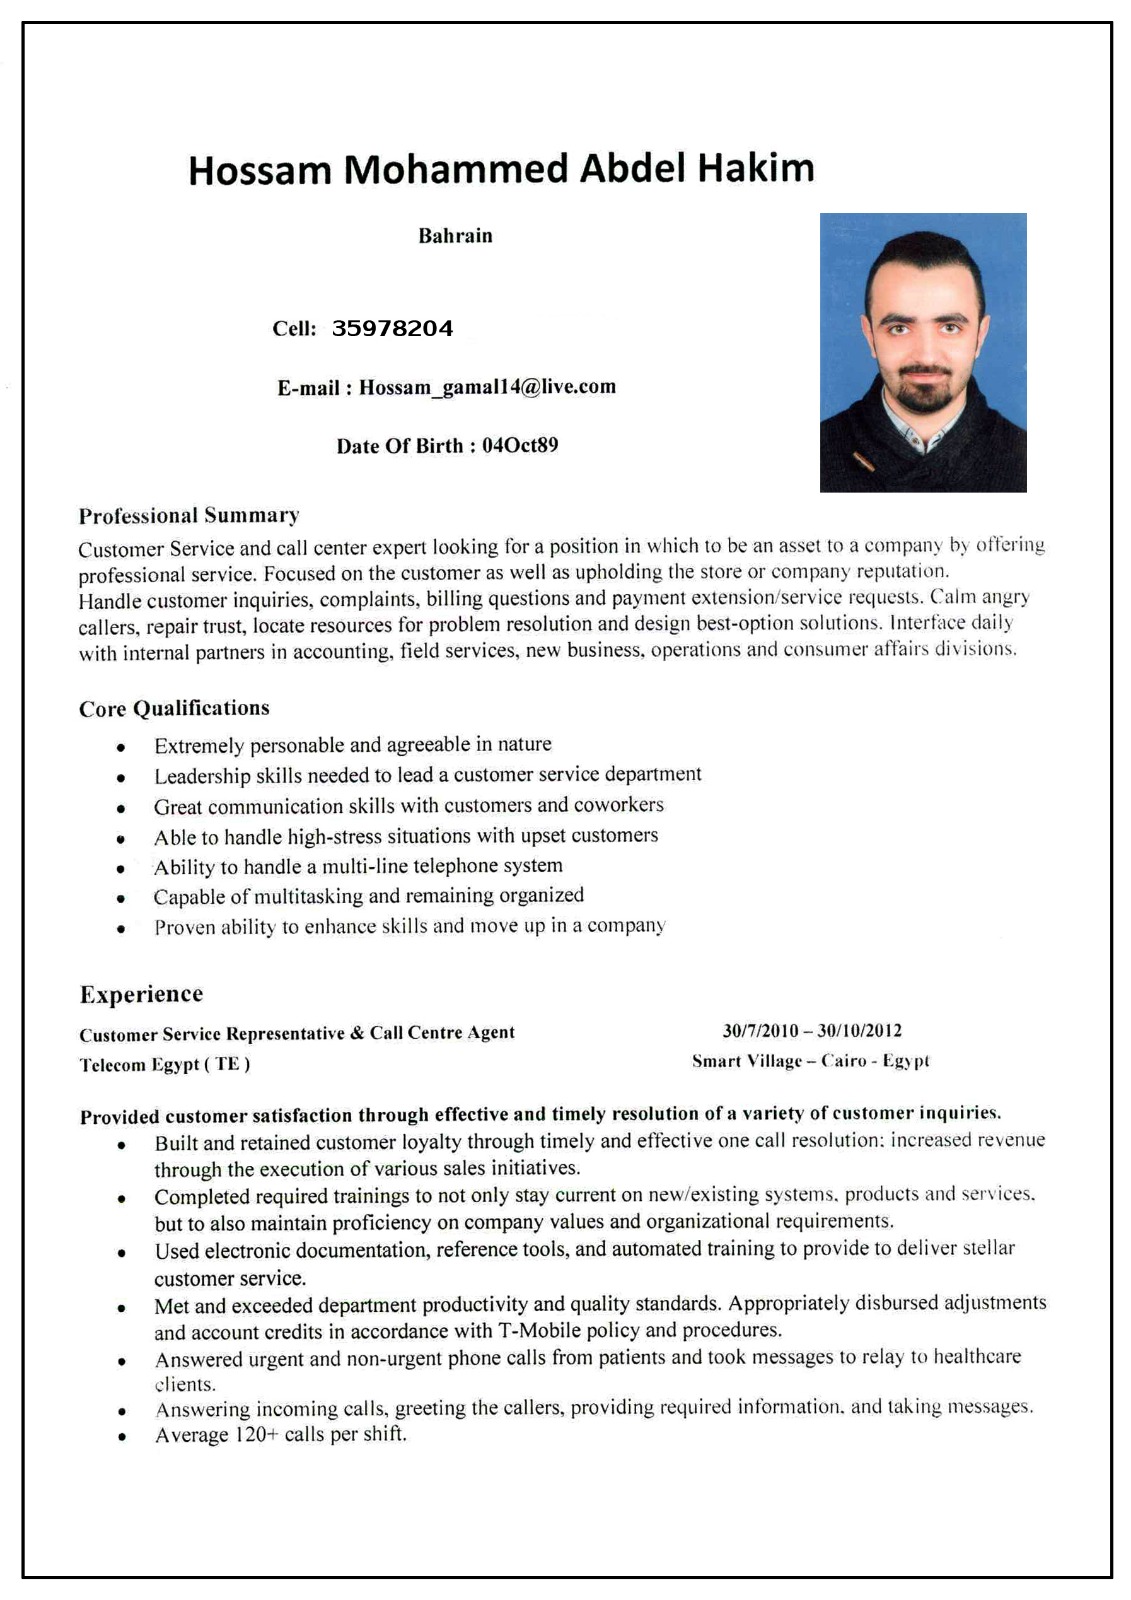 Hossam Mohammed Abdel Hakim
Bahrain
Cell: 35978204
E-mail : Hossam_gamal14@live.com
Date Of Birth : 04Oct89
Professional Summary
Customer Service and call center expert looking for a position in which to be an asset to a company by offering
professional service. Focused on the customer as well as upholding the store or company reputation.
Handle customer inquiries, complaints, billing questions and payment extension/service requests. Calm angry
callers, repair trust, locate resources for problem resolution and design best-option solutions. Interface daily
with internal partners in accounting, field services, new business, operations and consumer affairs divisions.
Core Qualifications
• Extremely personable and agreeable in nature
• Leadership skills needed to lead a customer service department
• Great communication skills with customers and coworkers
• Able to handle high-stress situations with upset customers
• Ability to handle a multi-line telephone system
• Capable of multitasking and remaining organized
• Proven ability to enhance skills and move up in a company
Experience
Customer Service Representative & Call Centre Agent 30/7/2010 – 30/10/2012
Telecom Egypt ( TE ) Smart Village – Cairo - Egypt
Provided customer satisfaction through effective and timely resolution of a variety of customer inquiries.
• Built and retained customer loyalty through timely and effective one call resolution: increased revenue
through the execution of various sales initiatives.
• Completed required trainings to not only stay current on new/existing systems, products and services,
but to also maintain proficiency on company values and organizational requirements.
• Used electronic documentation, reference tools, and automated training to provide to deliver stellar
customer service.
• Met and exceeded department productivity and quality standards. Appropriately disbursed adjustments
and account credits in accordance with T-Mobile policy and procedures.
• Answered urgent and non-urgent phone calls from patients and took messages to relay to healthcare
clients.
• Answering incoming calls, greeting the callers, providing required information, and taking messages.
• Average 120+ calls per shift.